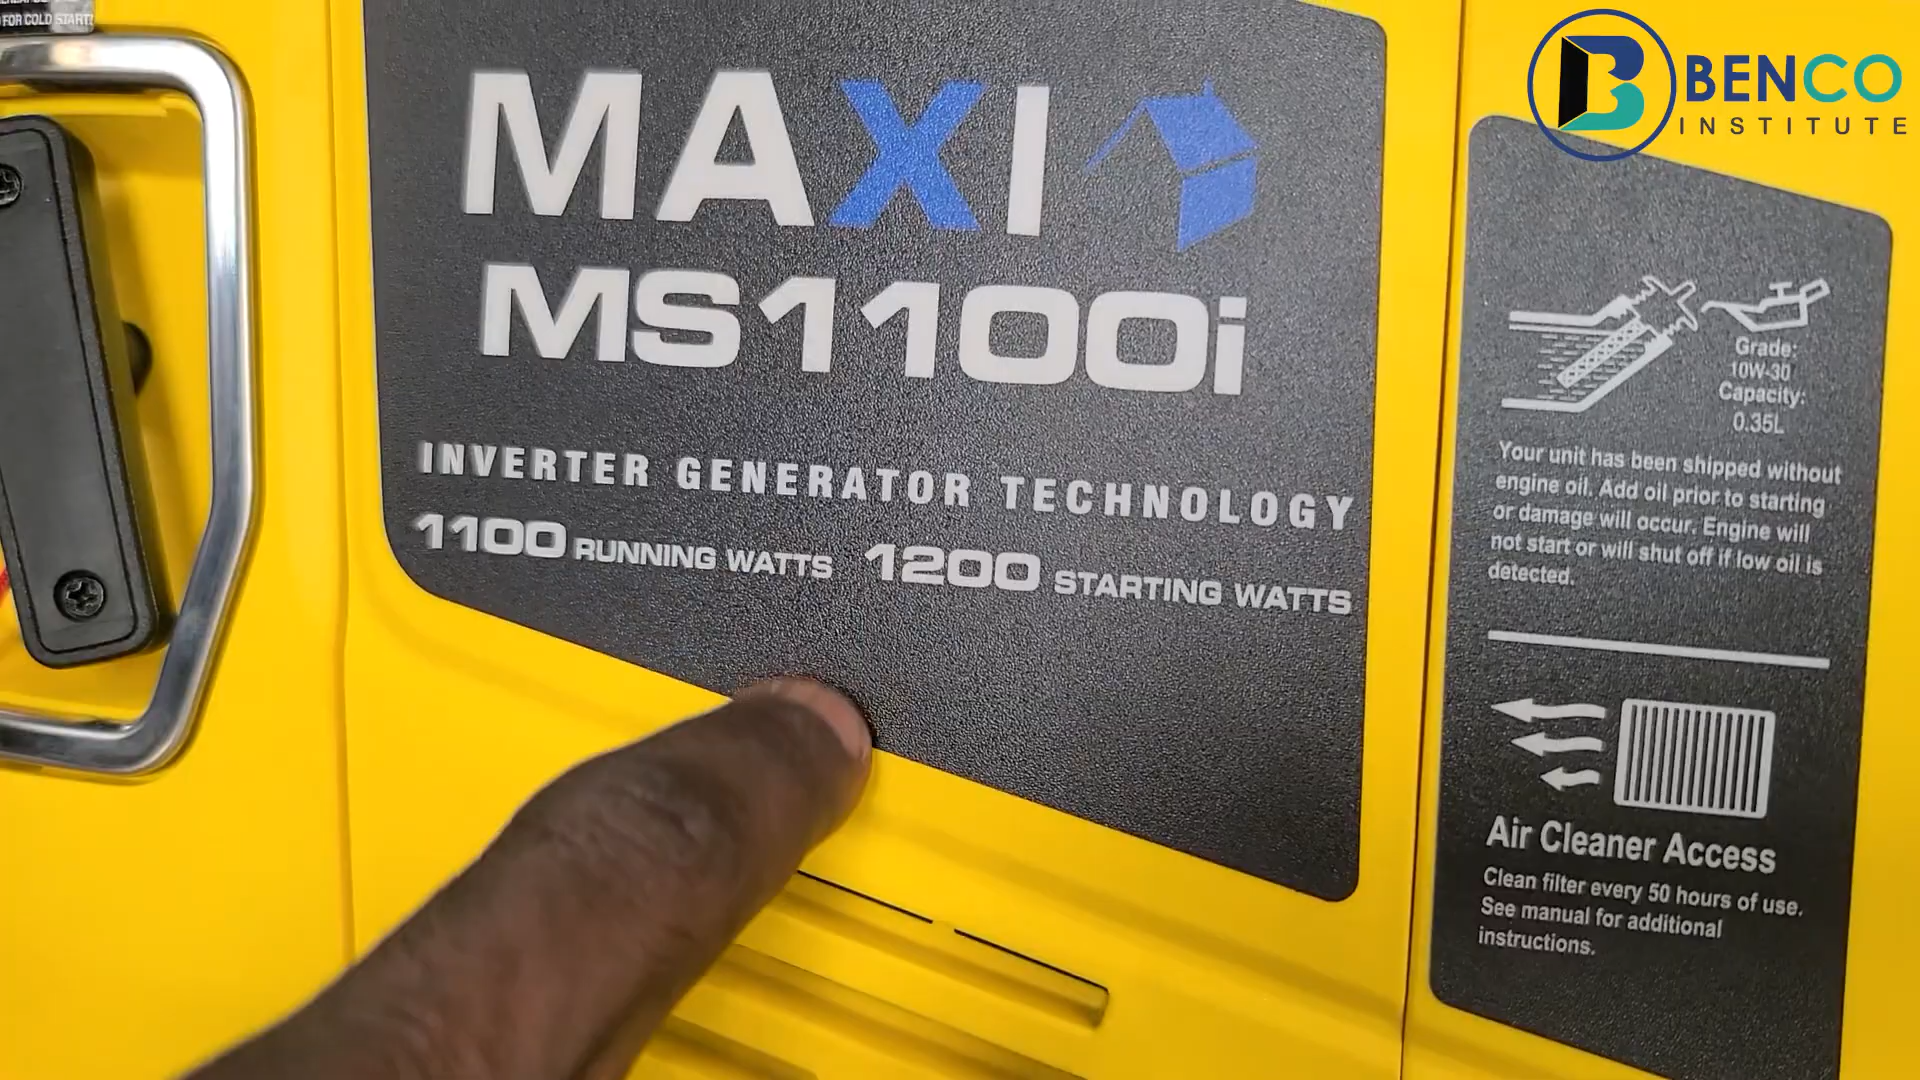 FOR COLD START!
MAXI
MS1100i
INVERTER GENERATOR TECHNOLOGY
1100 RUNNING WATTS 1200 STARTING WATTS
BENCO
INSTITUTE
Grade:
10W-30
Capacity:
0.35L
Your unit has been shipped without
engine oil. Add oil prior to starting
or damage will occur. Engine will
not start or will shut off if low oil is
detected.
Air Cleaner Access
Clean filter every 50 hours of use.
See manual for additional
instructions.